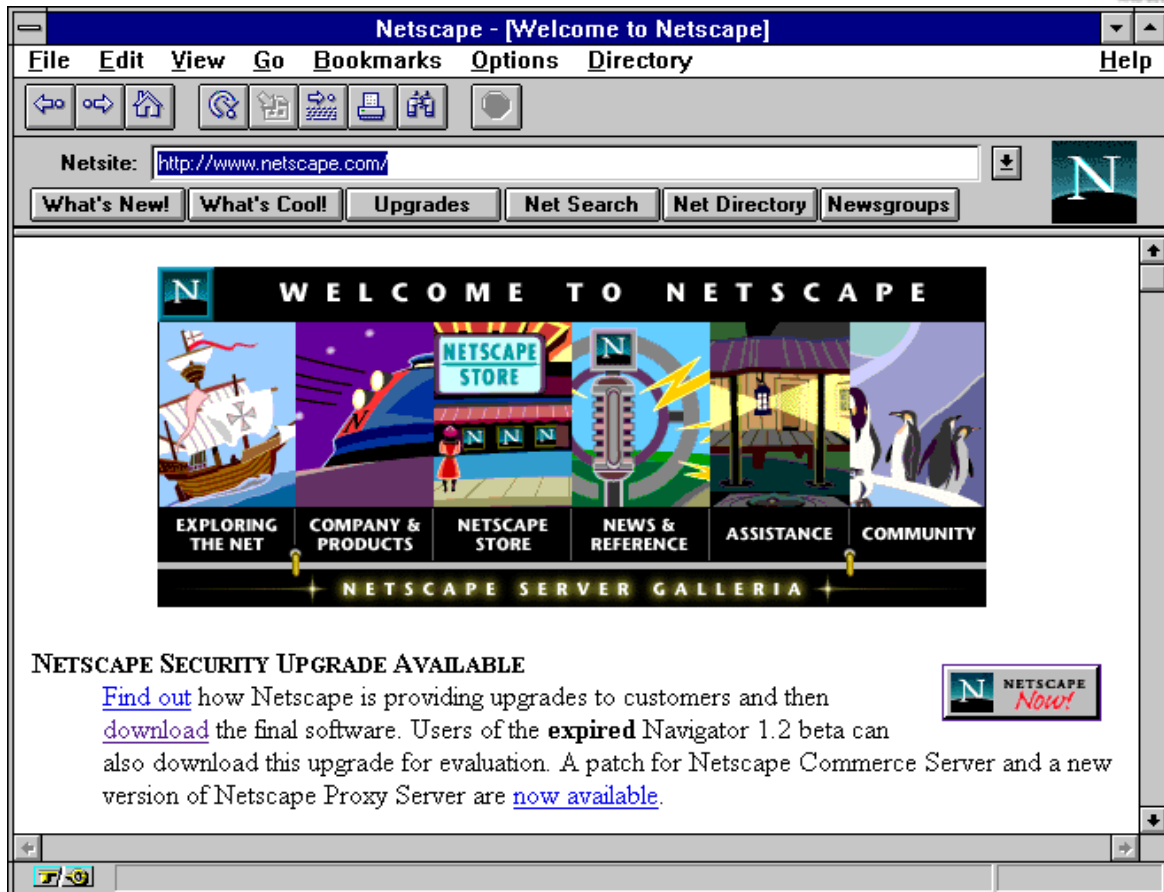 Netscape - [Welcome to Netscape]
File Edit View Go Bookmarks Options Directory Help
Netsite: http://www.netscape.com/
N
What's New! What's Cool! Upgrades Net Search Net Directory Newsgroups
N WELCOME TO NETSCAPE
NETSCAPE
STORE
N
N
N N N
EXPLORING
THE NET
COMPANY &
PRODUCTS
NETSCAPE
STORE
NEWS &
REFERENCE
ASSISTANCE
COMMUNITY
NETSCAPE SERVER GALLERIA
NETSCAPE SECURITY UPGRADE AVAILABLE
N NETSCAPE
Now!
Find out how Netscape is providing upgrades to customers and then
download the final software. Users of the expired Navigator 1.2 beta can
also download this upgrade for evaluation. A patch for Netscape Commerce Server and a new
version of Netscape Proxy Server are now available.